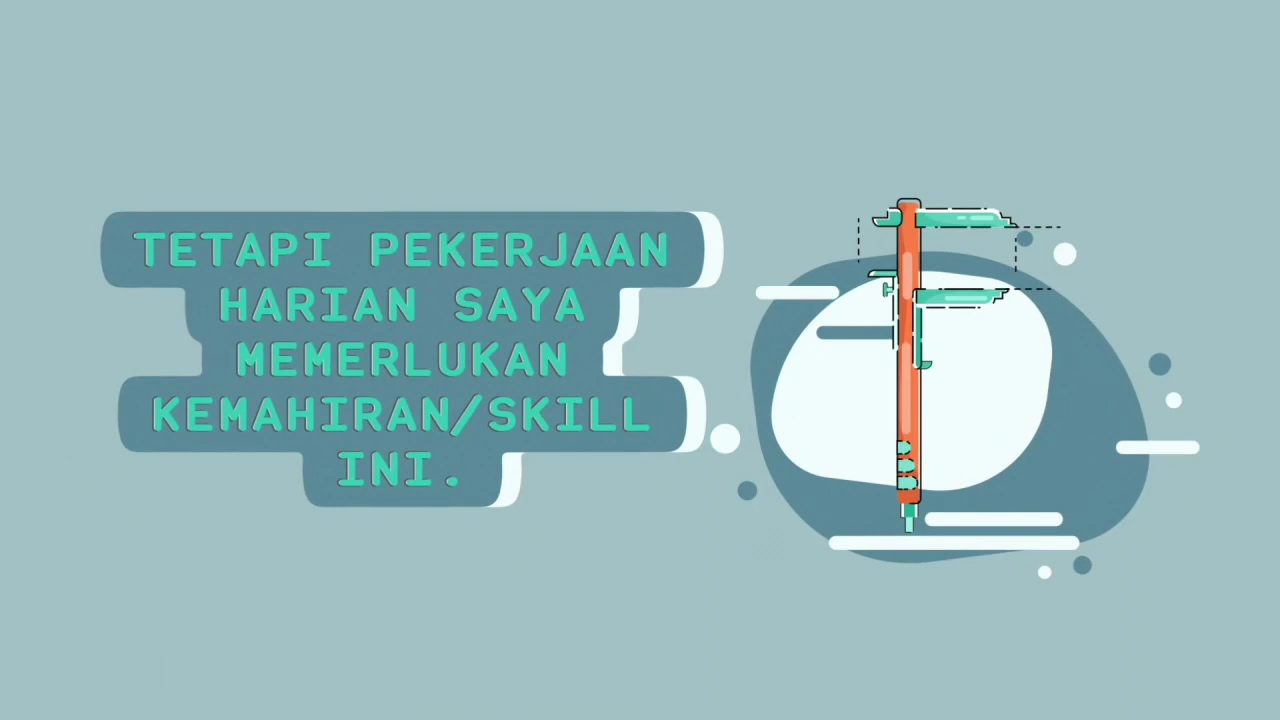 TETAPI PEKERJAAN
HARIAN SAYA
MEMERLUKAN
KEMAHIRAN/SKILL
INI.